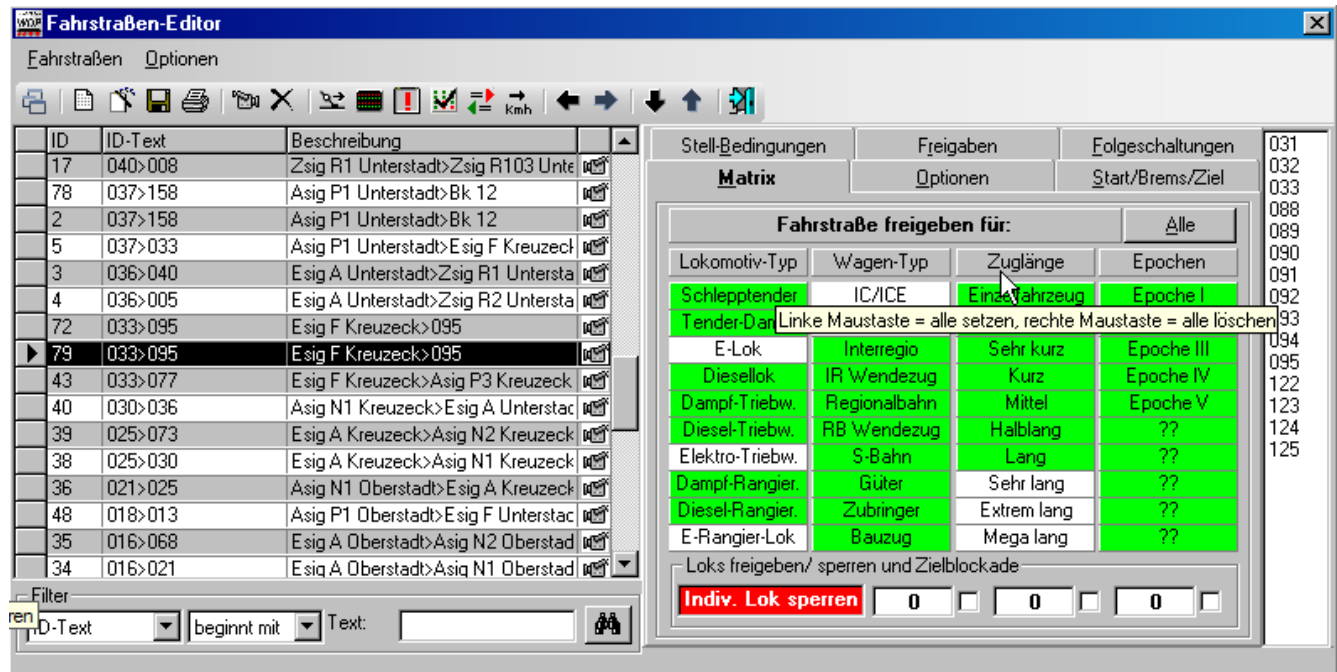 Fahrstraßen-Editor
Fahrstraßen Optionen
kmh
ID ID-Text Beschreibung
17 040>008 Zsig R1 Unterstadt>Zsig R103 Unte
78 037>158 Asig P1 Unterstadt>Bk 12
2 037>158 Asig P1 Unterstadt>Bk 12
5 037>033 Asig P1 Unterstadt>Esig F Kreuzeck
3 036>040 Esig A Unterstadt>Zsig R1 Untersta
4 036>005 Esig A Unterstadt>Zsig R2 Untersta
72 033>095 Esig F Kreuzeck>095
79 033>095 Esig F Kreuzeck>095
43 033>077 Esig F Kreuzeck>Asig P3 Kreuzeck
40 030>036 Asig N1 Kreuzeck>Esig A Unterstad
39 025>073 Esig A Kreuzeck>Asig N2 Kreuzeck
38 025>030 Esig A Kreuzeck>Asig N1 Kreuzeck
36 021>025 Asig N1 Oberstadt>Esig A Kreuzeck
48 018>013 Asig P1 Oberstadt>Esig F Unterstad
35 016>068 Esig A Oberstadt>Asig N2 Oberstad
34 016>021 Esig A Oberstadt>Asig N1 Oberstad
Filter
ren
ID-Text beginnt mit Text:
Stell-Bedingungen Freigaben Folgeschaltungen
Matrix Optionen Start/Brems/Ziel
Fahrstraße freigeben für: Alle
Lokomotiv-Typ Wagen-Typ Zuglänge Epochen
Schlepptender IC/ICE Einzelfahrzeug Epoche I
Tender-Dam
Linke Maustaste = alle setzen, rechte Maustaste = alle löschen
E-Lok Interregio Sehr kurz Epoche III
Diesellok IR Wendezug Kurz Epoche IV
Dampf-Triebw. Regionalbahn Mittel Epoche V
Diesel-Triebw. RB Wendezug Halblang ??
Elektro-Triebw. S-Bahn Lang ??
Dampf-Rangier. Güter Sehr lang ??
Diesel-Rangier. Zubringer Extrem lang ??
E-Rangier-Lok Bauzug Mega lang ??
Loks freigeben/ sperren und Zielblockade
Indiv. Lok sperren 0 0 0
031
032
033
088
089
090
091
092
93
094
095
122
123
124
125